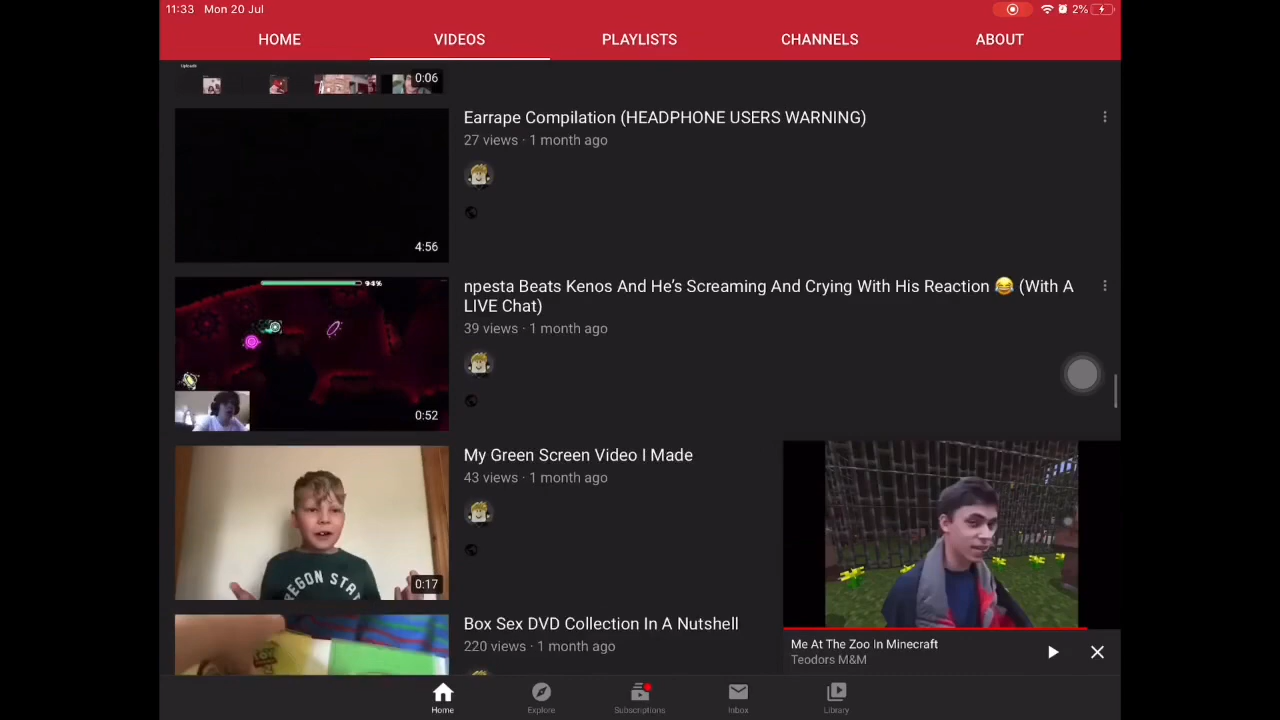 11:33 Mon 20 Jul
2%
HOME VIDEOS PLAYLISTS CHANNELS ABOUT
Uploads
0:06
Earrape Compilation (HEADPHONE USERS WARNING)
27 views · 1 month ago
4:56
94%
npesta Beats Kenos And He’s Screaming And Crying With His Reaction 😂 (With A
LIVE Chat)
39 views · 1 month ago
0:52
My Green Screen Video I Made
43 views · 1 month ago
OREGON STA
0:17
Box Sex DVD Collection In A Nutshell
220 views · 1 month ago
Me At The Zoo In Minecraft
Teodors M&M
Home Explore Subscriptions Inbox Library